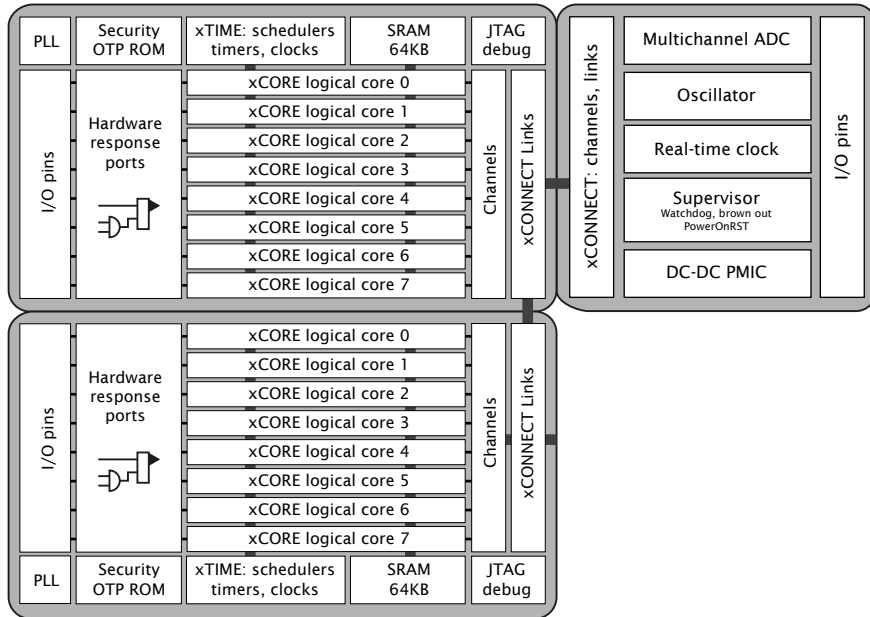 PLL
Security
OTP ROM
xTIME: schedulers
timers, clocks
SRAM
64KB
JTAG
debug
I/O pins
Hardware
response
ports
xCORE logical core 0
xCORE logical core 1
xCORE logical core 2
xCORE logical core 3
xCORE logical core 4
xCORE logical core 5
xCORE logical core 6
xCORE logical core 7
Channels
xCONNECT Links
xCONNECT: channels, links
Multichannel ADC
Oscillator
Real-time clock
Supervisor
Watchdog, brown out
PowerOnRST
DC-DC PMIC
I/O pins
I/O pins
Hardware
response
ports
xCORE logical core 0
xCORE logical core 1
xCORE logical core 2
xCORE logical core 3
xCORE logical core 4
xCORE logical core 5
xCORE logical core 6
xCORE logical core 7
Channels
xCONNECT Links
PLL
Security
OTP ROM
xTIME: schedulers
timers, clocks
SRAM
64KB
JTAG
debug